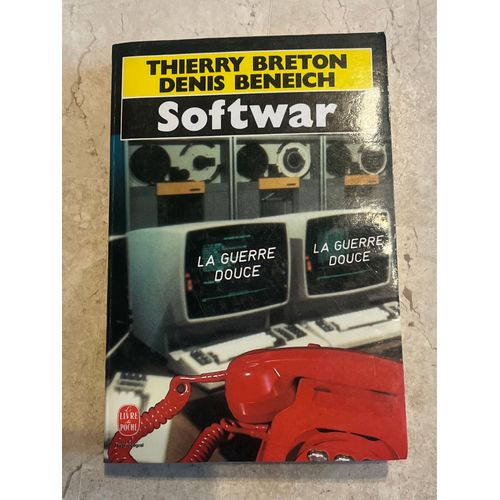 THIERRY BRETON
DENIS BENEICH
Softwar
LA GUERRE
DOUCE
LA GUERRE
DOUCE
Le
LIVRE
de
POCHE